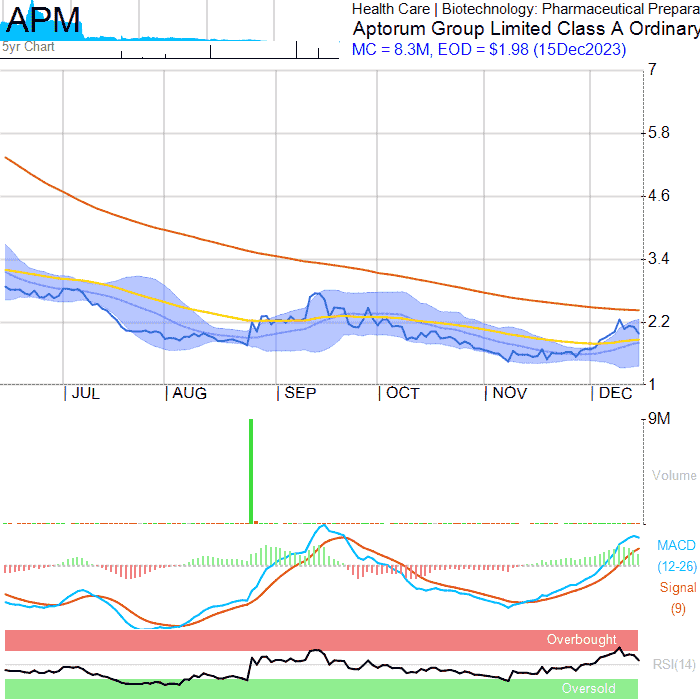 APM
5yr Chart
Health Care | Biotechnology: Pharmaceutical Prepara
Aptorum Group Limited Class A Ordinary
MC = 8.3M, EOD = $1.98 (15Dec2023)
7
5.8
4.6
3.4
2.2
1
JUL AUG SEP OCT NOV DEC
9M
Volume
MACD
(12-26)
Signal
(9)
Overbought
RSI(14)
Oversold